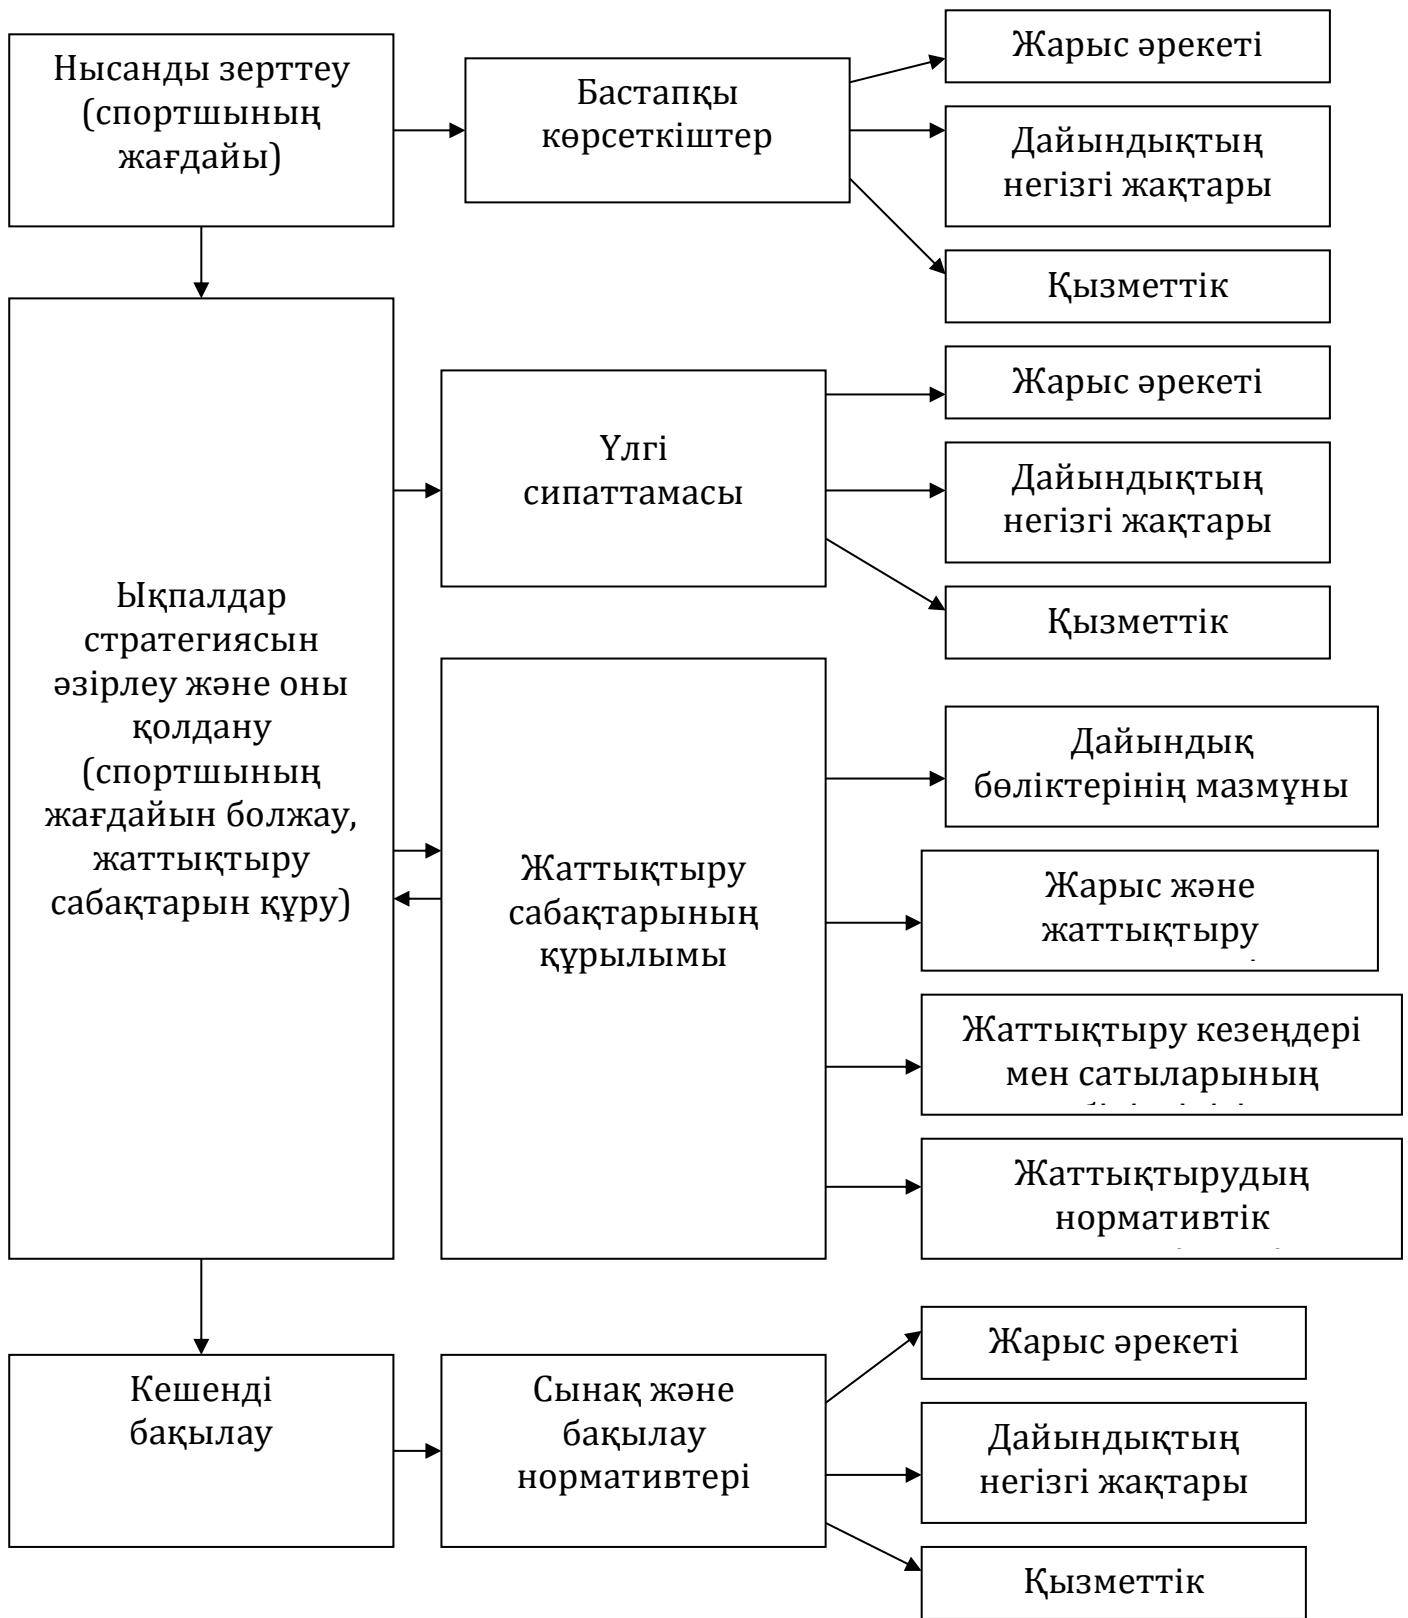 Нысанды зерттеу
(спортшының
жағдайы)
Бастапқы
көрсеткіштер
Жарыс әрекеті
Дайындықтың
негізгі жақтары
Қызметтік
Ықпалдар
стратегиясын
әзірлеу және оны
қолдану
(спортшының
жағдайын болжау,
жаттықтыру
сабақтарын құру)
Үлгі
сипаттамасы
Жарыс әрекеті
Дайындықтың
негізгі жақтары
Қызметтік
Жаттықтыру
сабақтарының
құрылымы
Дайындық
бөліктерінің мазмұны
Жарыс және
жаттықтыру
Жаттықтыру кезеңдері
мен сатыларының
Жаттықтырудың
нормативтік
Кешенді
бақылау
Сынақ және
бақылау
нормативтері
Жарыс әрекеті
Дайындықтың
негізгі жақтары
Қызметтік